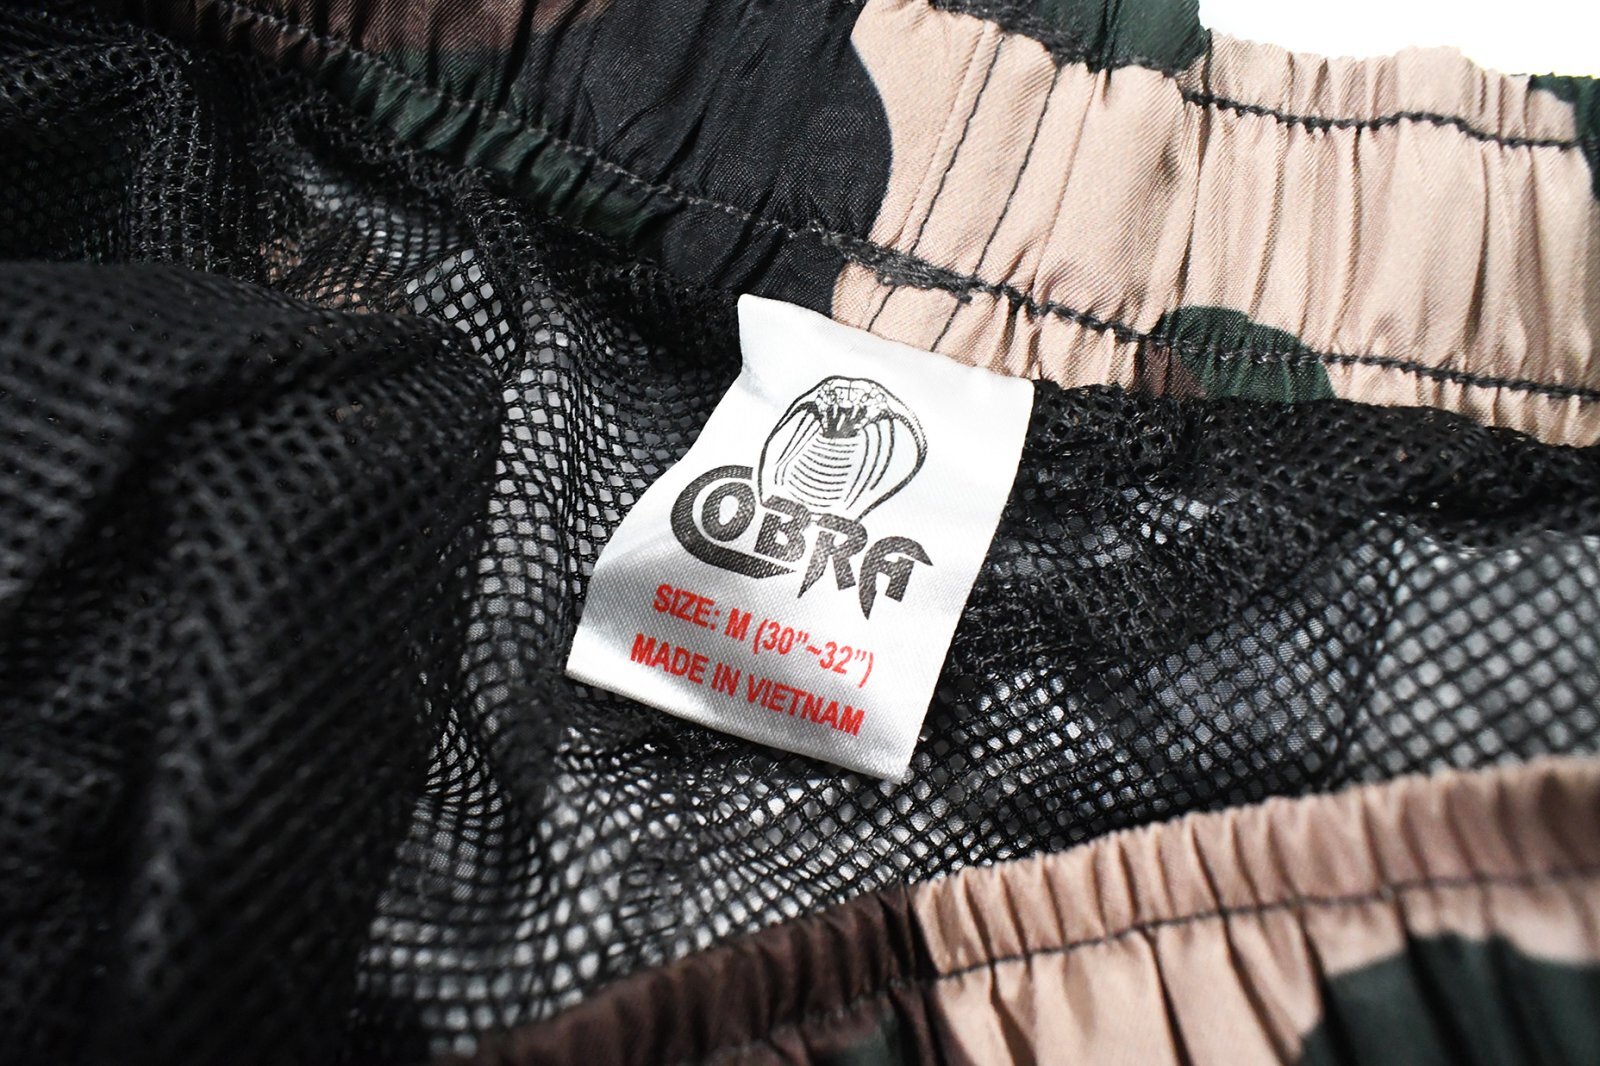 COBRA
SIZE: M (30”~32”)
MADE IN VIETNAM